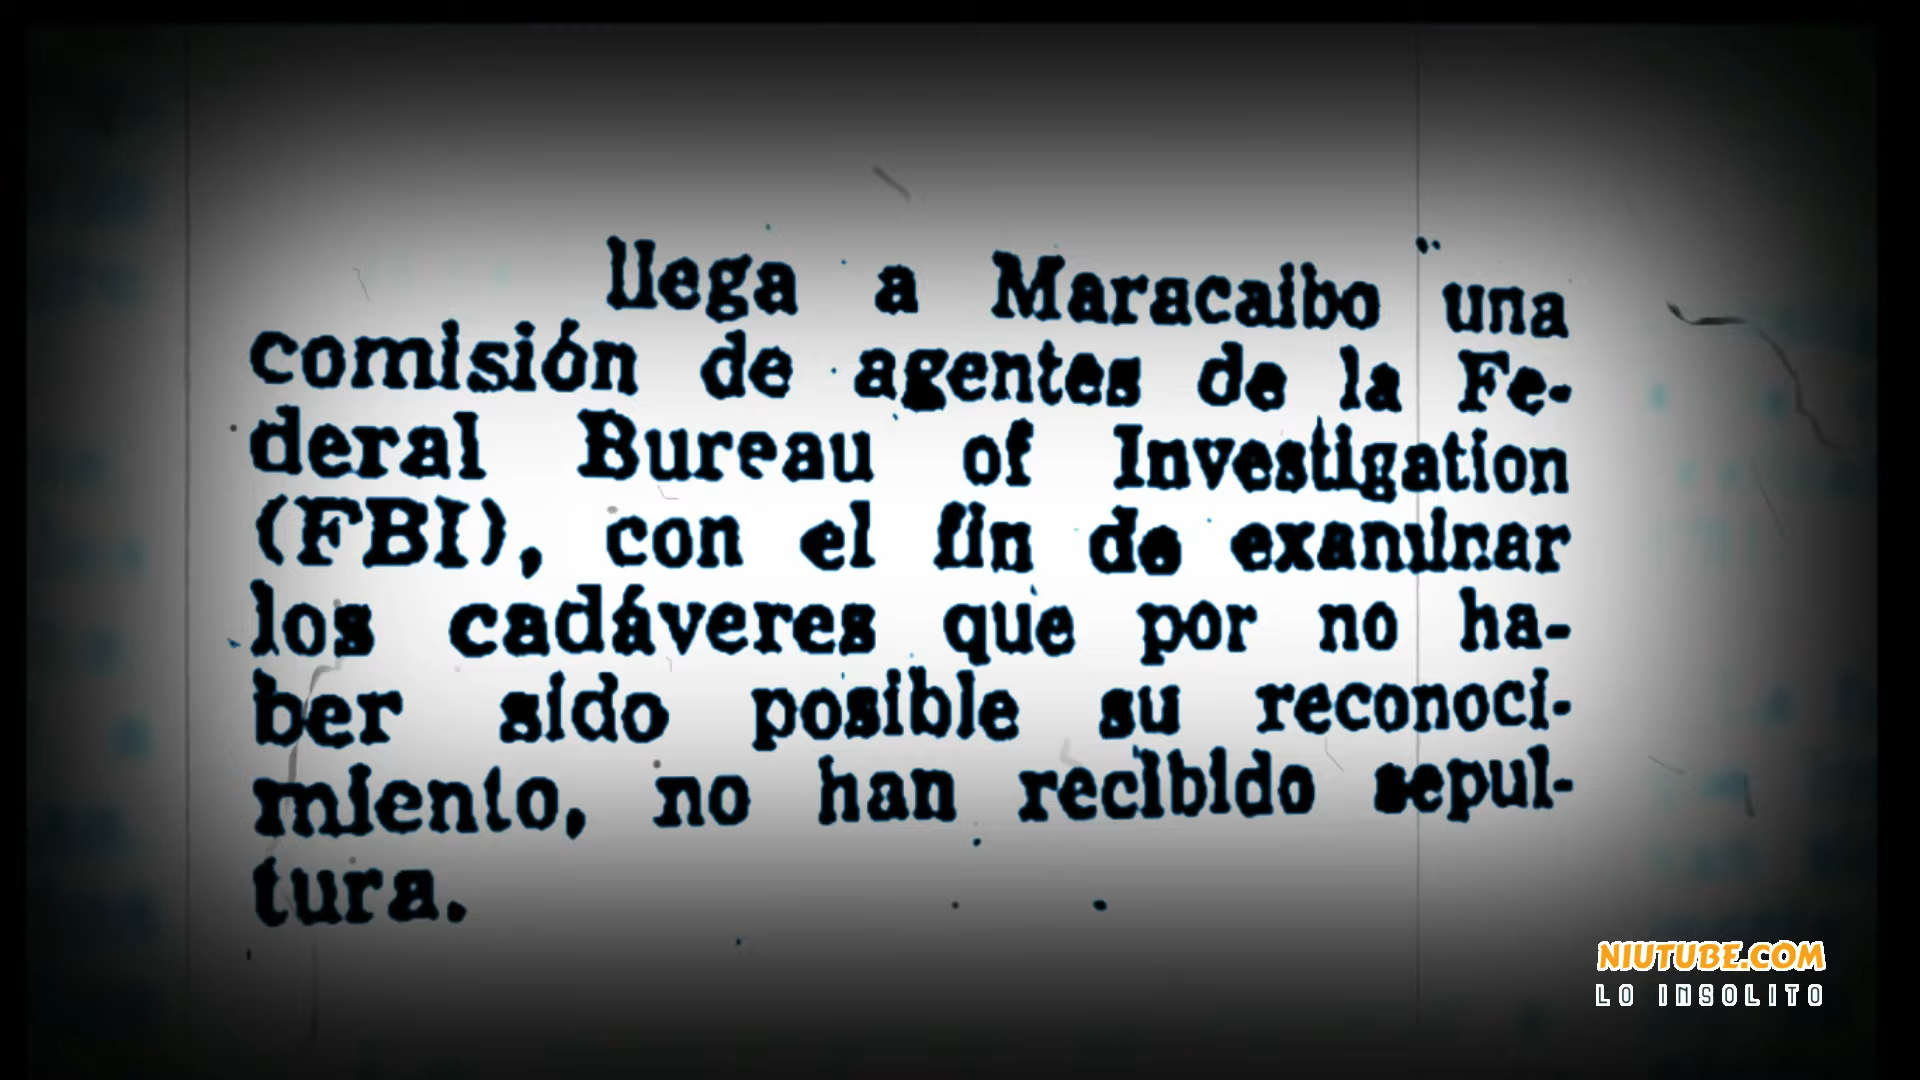 llega a Maracaibo una
comisión de agentes de la Fe-
deral Bureau of Investigation
(FBI), con el fin de examinar
los cadáveres que por no ha-
ber sido posible su reconoci-
miento, no han recibido sepul-
tura.
NIUTUBE.COM
LO INSOLITO